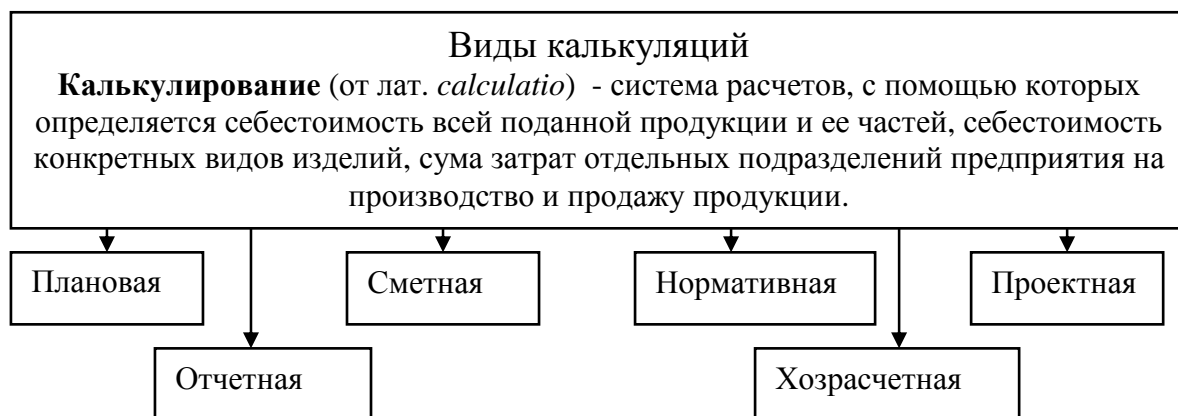 Виды калькуляций
Калькулирование (от лат. calculatio) - система расчетов, с помощью которых
определяется себестоимость всей поданной продукции и ее частей, себестоимость
конкретных видов изделий, сума затрат отдельных подразделений предприятия на
производство и продажу продукции.
Плановая
Сметная
Нормативная
Проектная
Отчетная
Хозрасчетная